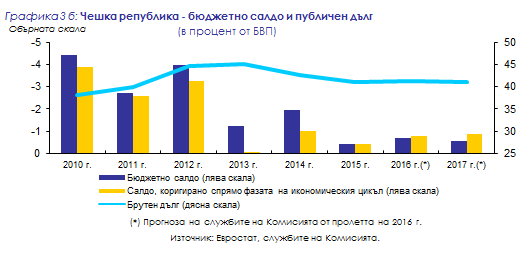 Графика 3 б: Чешка република - бюджетно салдо и публичен дълг
Обърната скала
(в процент от БВП)
-5
50
-4
45
40
-3
35
-2
30
-1
0
25
2010 г.
2011 г.
2012 г.
2013 г.
2014 г.
2015 г.
2016 г.(*)
2017 г.(*)
Бюджетно салдо (лява скала)
Салдо, коригирано спрямо фазата на икономическия цикъл (лява скала)
Брутен дълг (дясна скала)
(*) Прогноза на службите на Комисията от пролетта на 2016 г.
Източник: Евростат, службите на Комисията.